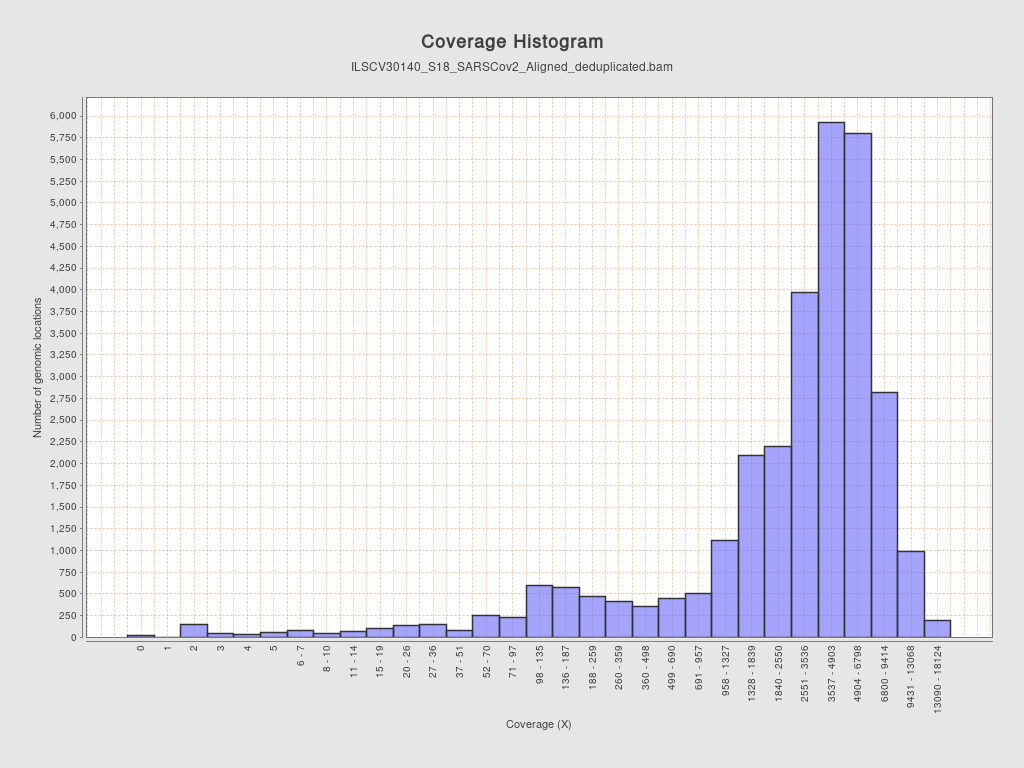 Coverage Histogram
ILSCV30140_S18_SARSCov2_Aligned_deduplicated.bam
6,000
5,750
5,500
5,250
5,000
4,750
4,500
4,250
4,000
3,750
3,500
3,250
3,000
2,750
2,500
2,250
2,000
1,750
1,500
1,250
1,000
750
500
250
0
Number of genomic locations
0
1
2
3
4
5
6 - 7
8 - 10
11 - 14
15 - 19
20 - 26
27 - 36
37 - 51
52 - 70
71 - 97
98 - 135
136 - 187
188 - 259
260 - 359
360 - 498
499 - 690
691 - 957
958 - 1327
1328 - 1839
1840 - 2550
2551 - 3536
3537 - 4903
4904 - 6798
6800 - 9414
9431 - 13068
13090 - 18124
Coverage (X)